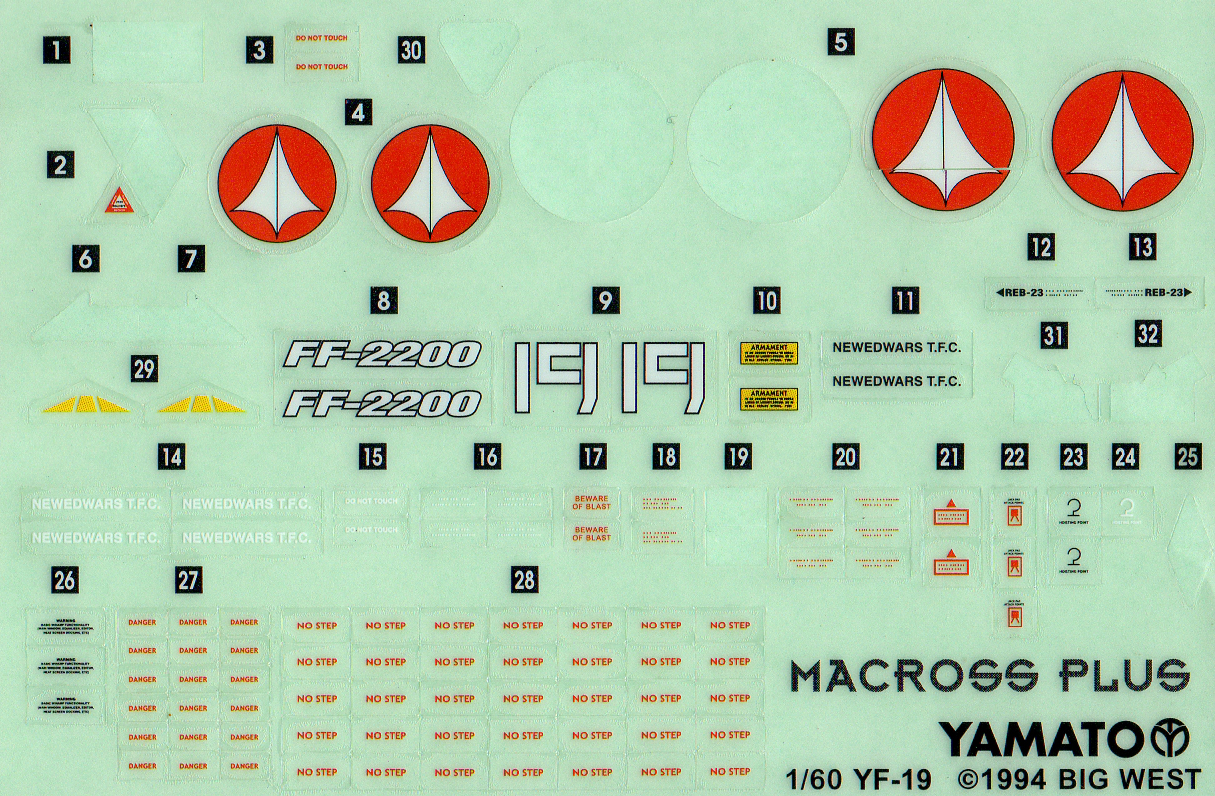 1
3
DO NOT TOUCH
DO NOT TOUCH
30
5
4
2
6
7
12
13
◀REB-23
REB-23▶
8
9
10
11
FF-2200
FF-2200
19
19
ARMAMENT
ARMAMENT
NEWEDWARS T.F.C.
NEWEDWARS T.F.C.
31
32
29
14
15
16
17
18
19
20
21
22
23
24
25
NEWEDWARS T.F.C.
NEWEDWARS T.F.C.
NEWEDWARS T.F.C.
NEWEDWARS T.F.C.
DO NOT TOUCH
DO NOT TOUCH
BEWARE
OF BLAST
BEWARE
OF BLAST
HOISTING POINT
HOISTING POINT
26
27
28
WARNING
WARNING
WARNING
DANGER DANGER DANGER
DANGER DANGER DANGER
DANGER DANGER DANGER
DANGER DANGER DANGER
DANGER DANGER DANGER
DANGER DANGER DANGER
NO STEP NO STEP NO STEP NO STEP NO STEP NO STEP NO STEP
NO STEP NO STEP NO STEP NO STEP NO STEP NO STEP NO STEP
NO STEP NO STEP NO STEP NO STEP NO STEP NO STEP NO STEP
NO STEP NO STEP NO STEP NO STEP NO STEP NO STEP NO STEP
NO STEP NO STEP NO STEP NO STEP NO STEP NO STEP NO STEP
MACROSS PLUS
YAMATO
1/60 YF-19 ©1994 BIG WEST